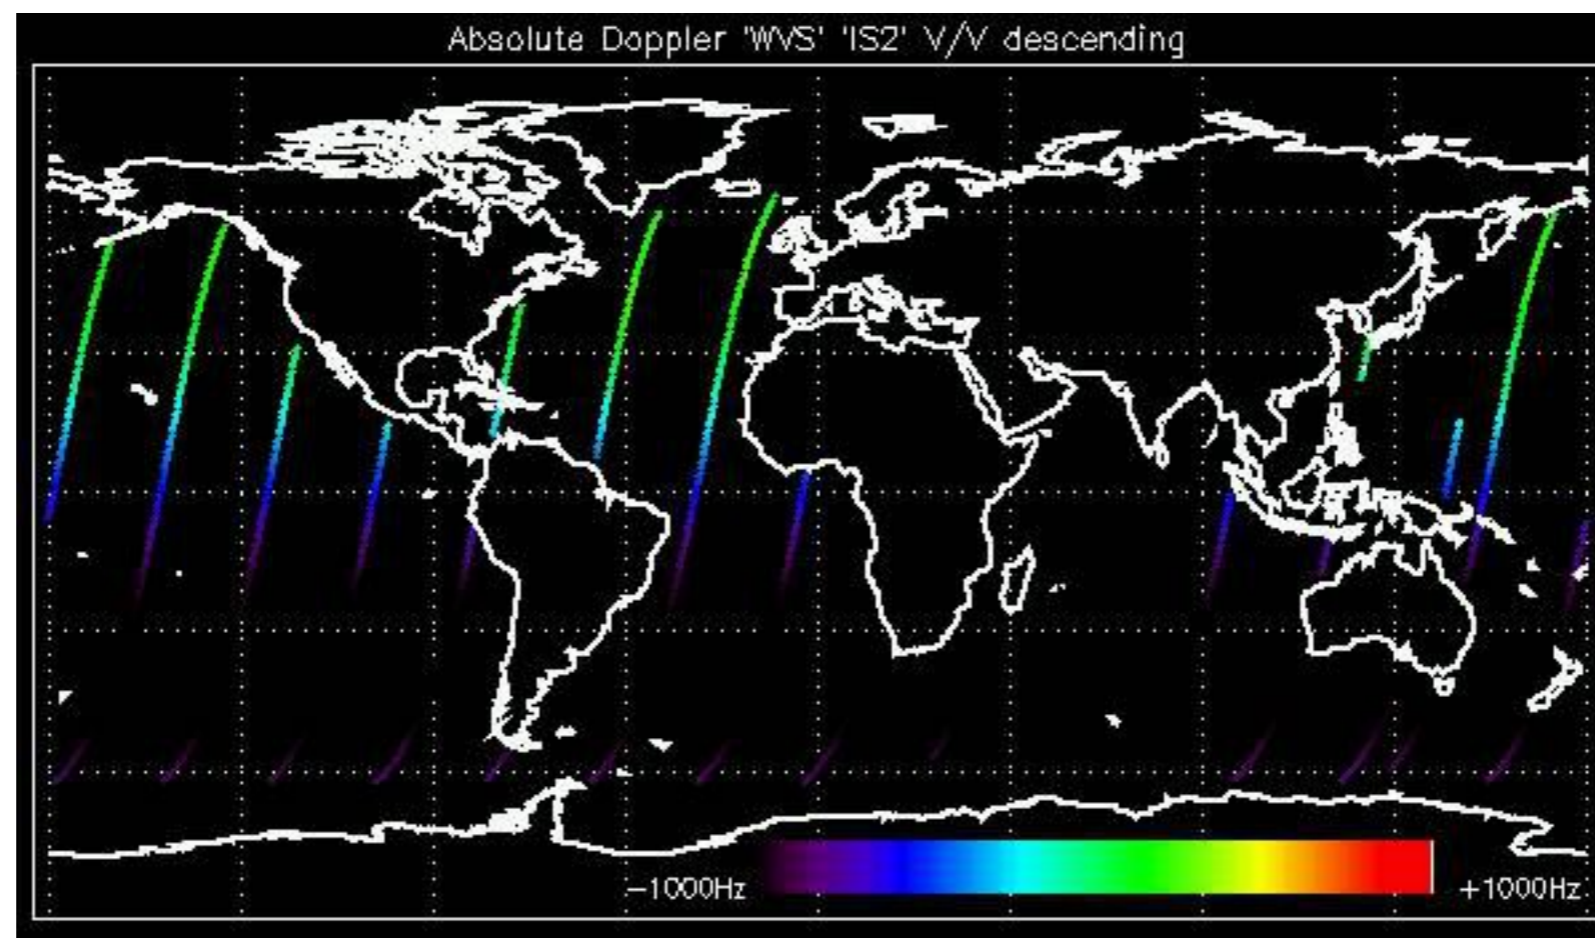 Absolute Doppler 'WVS' 'IS2' V/V descending
−1000Hz +1000Hz